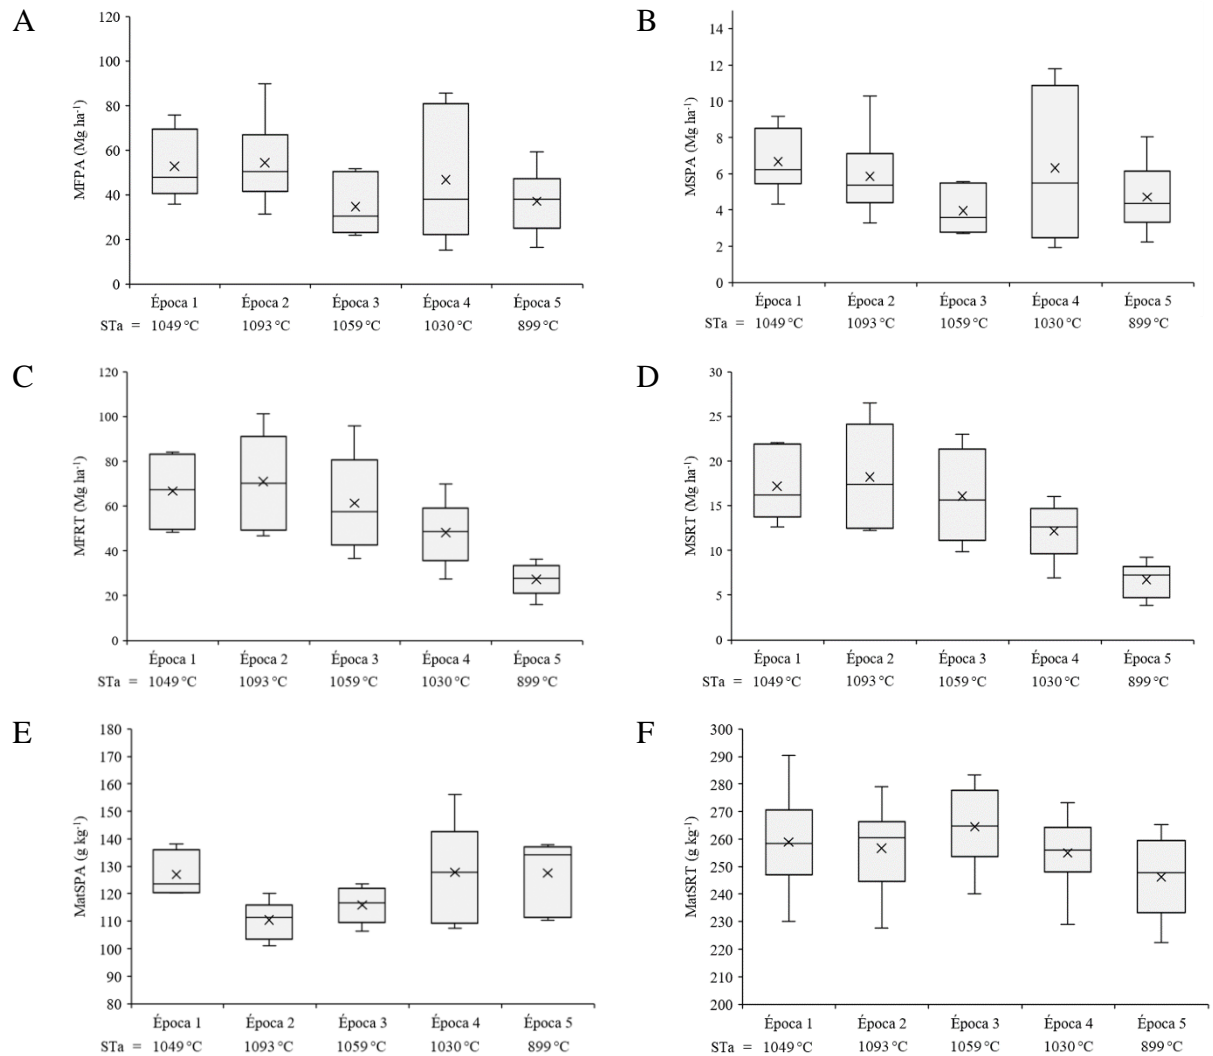 A
MFPA (Mg ha⁻¹)
120
100
80
60
40
20
0
Época 1 Época 2 Época 3 Época 4 Época 5
STa = 1049 °C 1093 °C 1059 °C 1030 °C 899 °C
B
MSPA (Mg ha⁻¹)
14
12
10
8
6
4
2
0
Época 1 Época 2 Época 3 Época 4 Época 5
STa = 1049 °C 1093 °C 1059 °C 1030 °C 899 °C
C
MFRT (Mg ha⁻¹)
120
100
80
60
40
20
0
Época 1 Época 2 Época 3 Época 4 Época 5
STa = 1049 °C 1093 °C 1059 °C 1030 °C 899 °C
D
MSRT (Mg ha⁻¹)
30
25
20
15
10
5
0
Época 1 Época 2 Época 3 Época 4 Época 5
STa = 1049 °C 1093 °C 1059 °C 1030 °C 899 °C
E
MatSPA (g kg⁻¹)
180
170
160
150
140
130
120
110
100
90
80
Época 1 Época 2 Época 3 Época 4 Época 5
STa = 1049 °C 1093 °C 1059 °C 1030 °C 899 °C
F
MatSRT (g kg⁻¹)
300
290
280
270
260
250
240
230
220
210
200
Época 1 Época 2 Época 3 Época 4 Época 5
STa = 1049 °C 1093 °C 1059 °C 1030 °C 899 °C